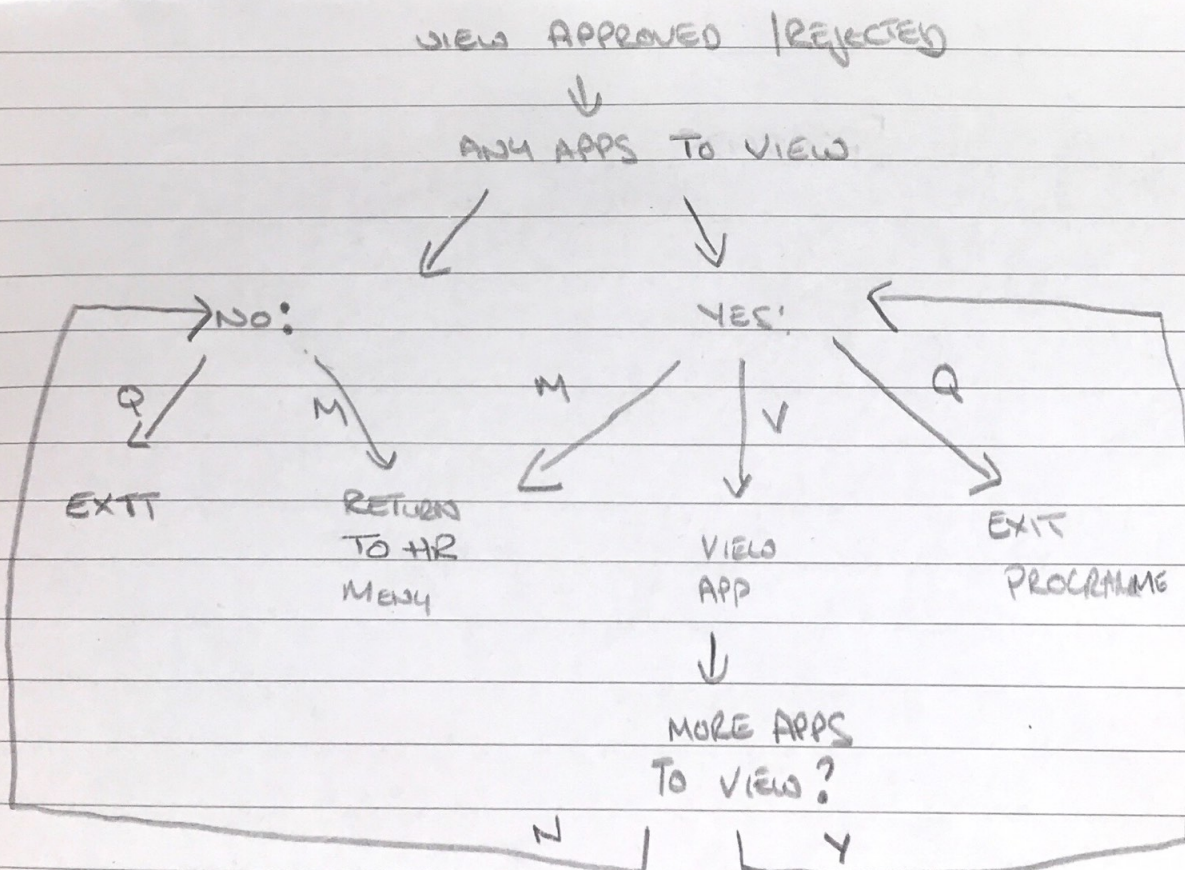 VIEW APPROVED /REJECTED
ANY APPS TO VIEW
NO:
YES:
Q
M
M
V
Q
EXIT
RETURN
TO HR
MENU
VIEW
APP
EXIT
PROGRAMME
MORE APPS
TO VIEW?
N
Y